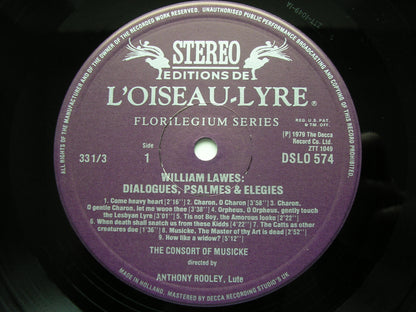 ALL RIGHTS OF THE MANUFACTURER AND OF THE OWNER OF THE RECORDED WORK RESERVED. UNAUTHORISED PUBLIC PERFORMANCE BROADCASTING AND COPYING OF THIS RECORD PROHIBITED.
STEREO
EDITIONS DE
L'OISEAU-LYRE®
FLORILEGIUM SERIES
REG. U.S. PAT. & TM. OFF.
33 1/3
Side
1
℗ 1979 The Decca
Record Co. Ltd.
ZTT 1049
DSLO 574
WILLIAM LAWES:
DIALOGUES, PSALMES & ELEGIES
1. Come heavy heart [2'16"] 2. Charon, O Charon [3'58"] 3. Charon,
O gentle Charon, let me wooe thee [3'38"] 4. Orpheus, O Orpheus, gently touch
the Lesbyan Lyre [3'01"] 5. Tis not Boy, the Amorous looke [2'22"]
6. When death shall snatch us from these Kidds [4'22"] 7. The Catts as other
creatures doe [1'36"] 8. Musicke, The Master of thy Art is dead [2'52"]
9. How like a widow? [5'12"]
THE CONSORT OF MUSICKE
directed by
ANTHONY ROOLEY, Lute
MADE IN HOLLAND, MASTERED BY DECCA RECORDING STUDIO'S UK